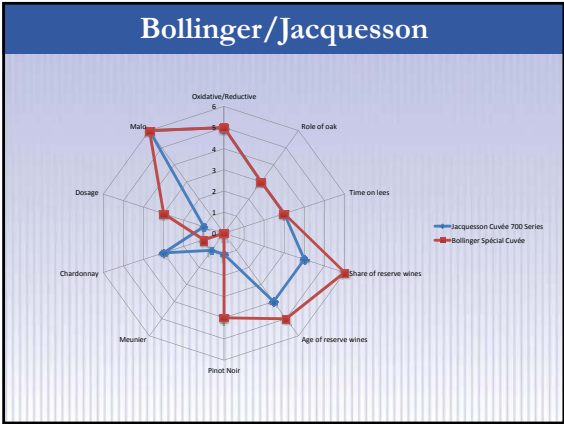 Bollinger/Jacquesson
Oxidative/Reductive
Role of oak
Time on lees
Share of reserve wines
Age of reserve wines
Pinot Noir
Meunier
Chardonnay
Dosage
Malo
6
5
4
3
2
1
0
Jacquesson Cuvée 700 Series
Bollinger Spécial Cuvée